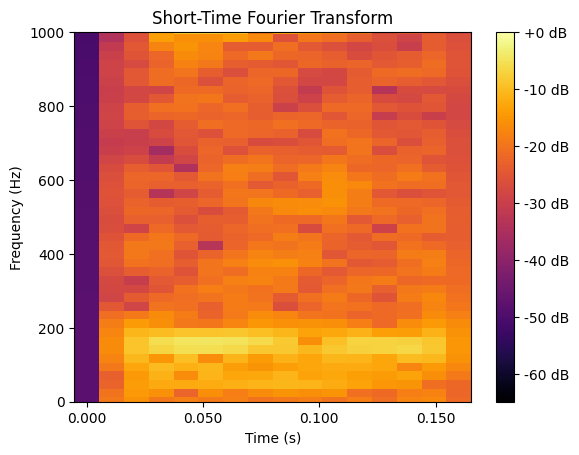 Short-Time Fourier Transform
1000
800
600
400
200
0
Frequency (Hz)
0.000
0.050
0.100
0.150
Time (s)
+0 dB
-10 dB
-20 dB
-30 dB
-40 dB
-50 dB
-60 dB